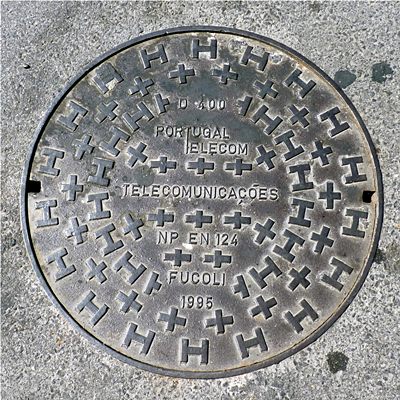 D 400
PORTUGAL
TELECOM
TELECOMUNICAÇÕES
NP EN 124
FUCOLI
1995